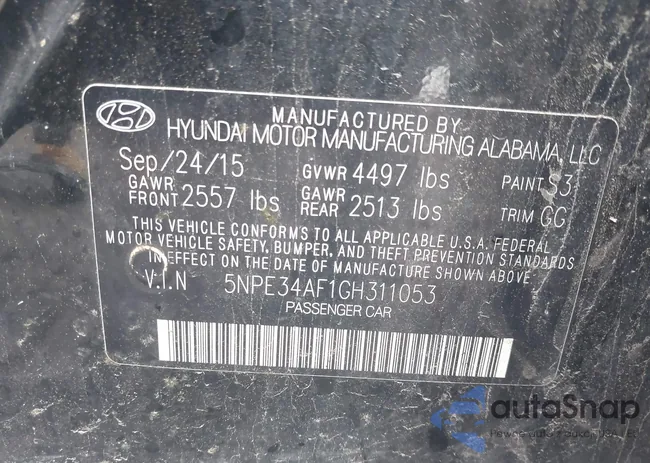 MANUFACTURED BY
HYUNDAI MOTOR MANUFACTURING ALABAMA, LLC
Sep/24/15 GVWR 4497 lbs PAINT S3
GAWR FRONT 2557 lbs GAWR REAR 2513 lbs TRIM GG
THIS VEHICLE CONFORMS TO ALL APPLICABLE U.S.A. FEDERAL
MOTOR VEHICLE SAFETY, BUMPER, AND THEFT PREVENTION STANDARDS
IN EFFECT ON THE DATE OF MANUFACTURE SHOWN ABOVE.
V.I.N 5NPE34AF1GH311053
PASSENGER CAR
autoSnap